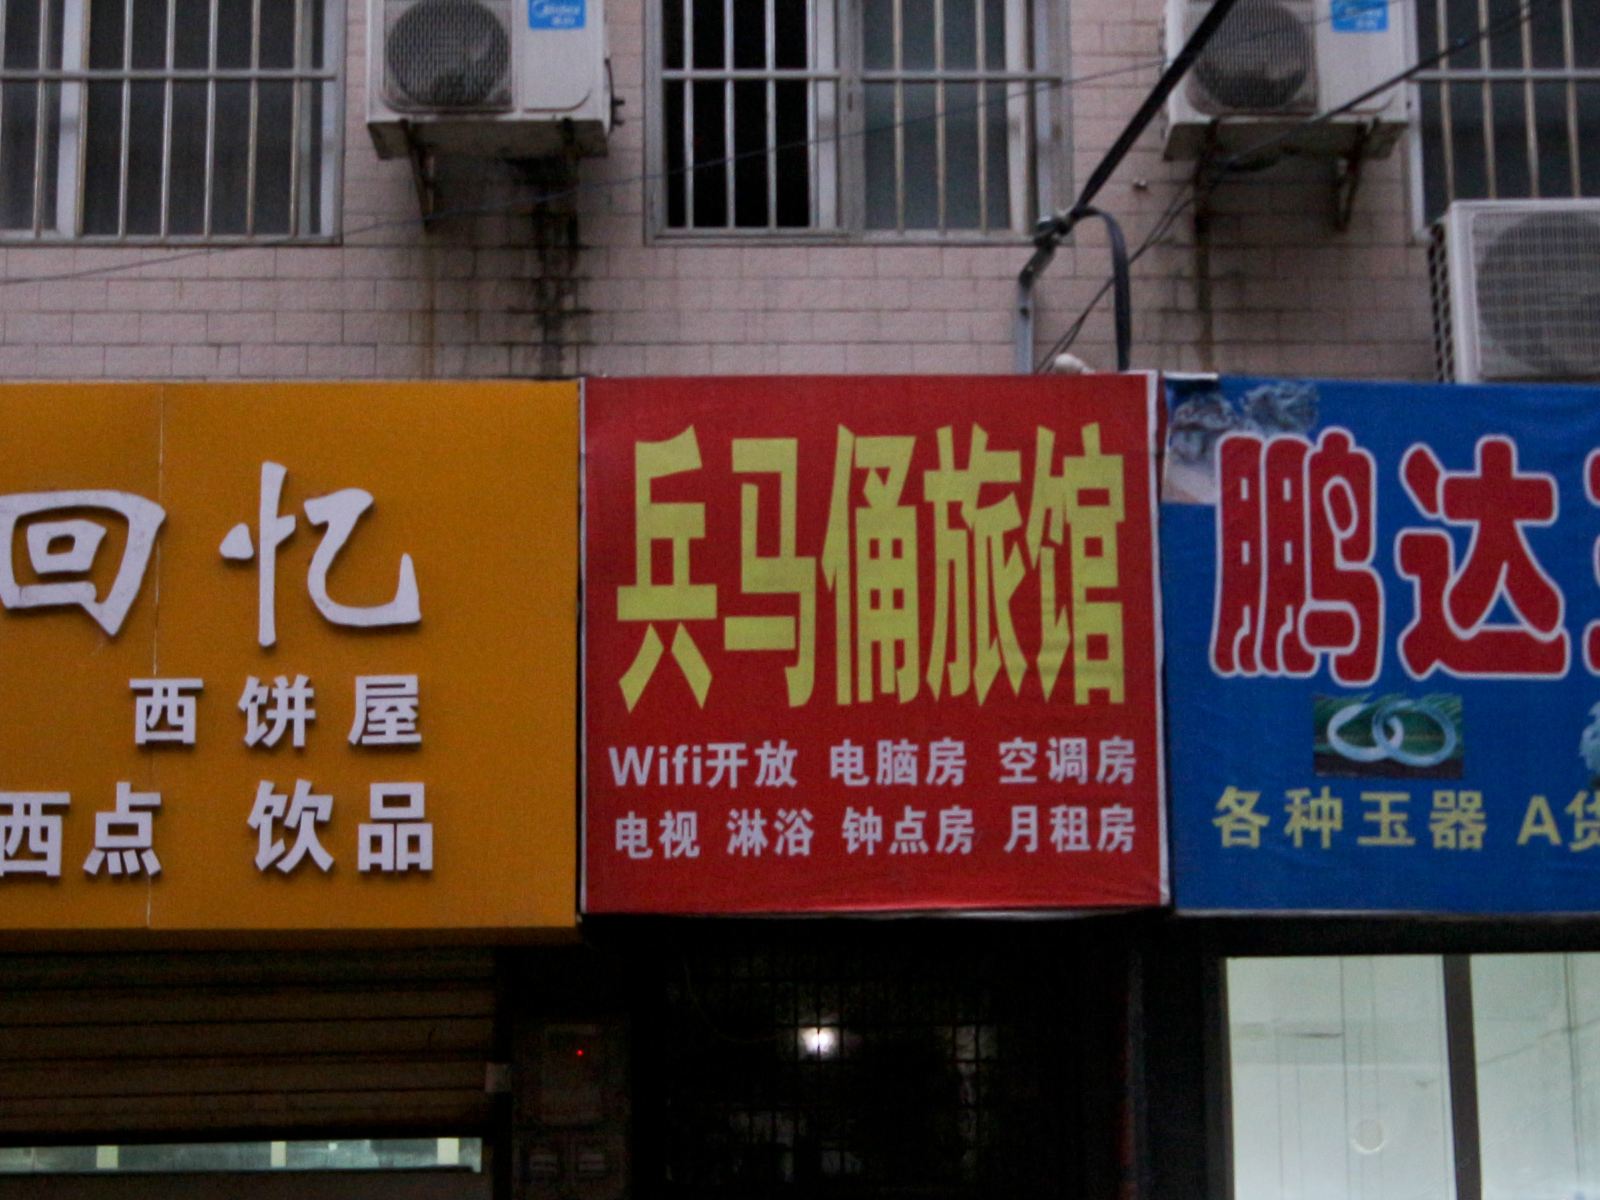 回忆
西饼屋
西点 饮品
兵马俑旅馆
Wifi开放 电脑房 空调房
电视 淋浴 钟点房 月租房
鹏达
各种玉器 A货
Midea